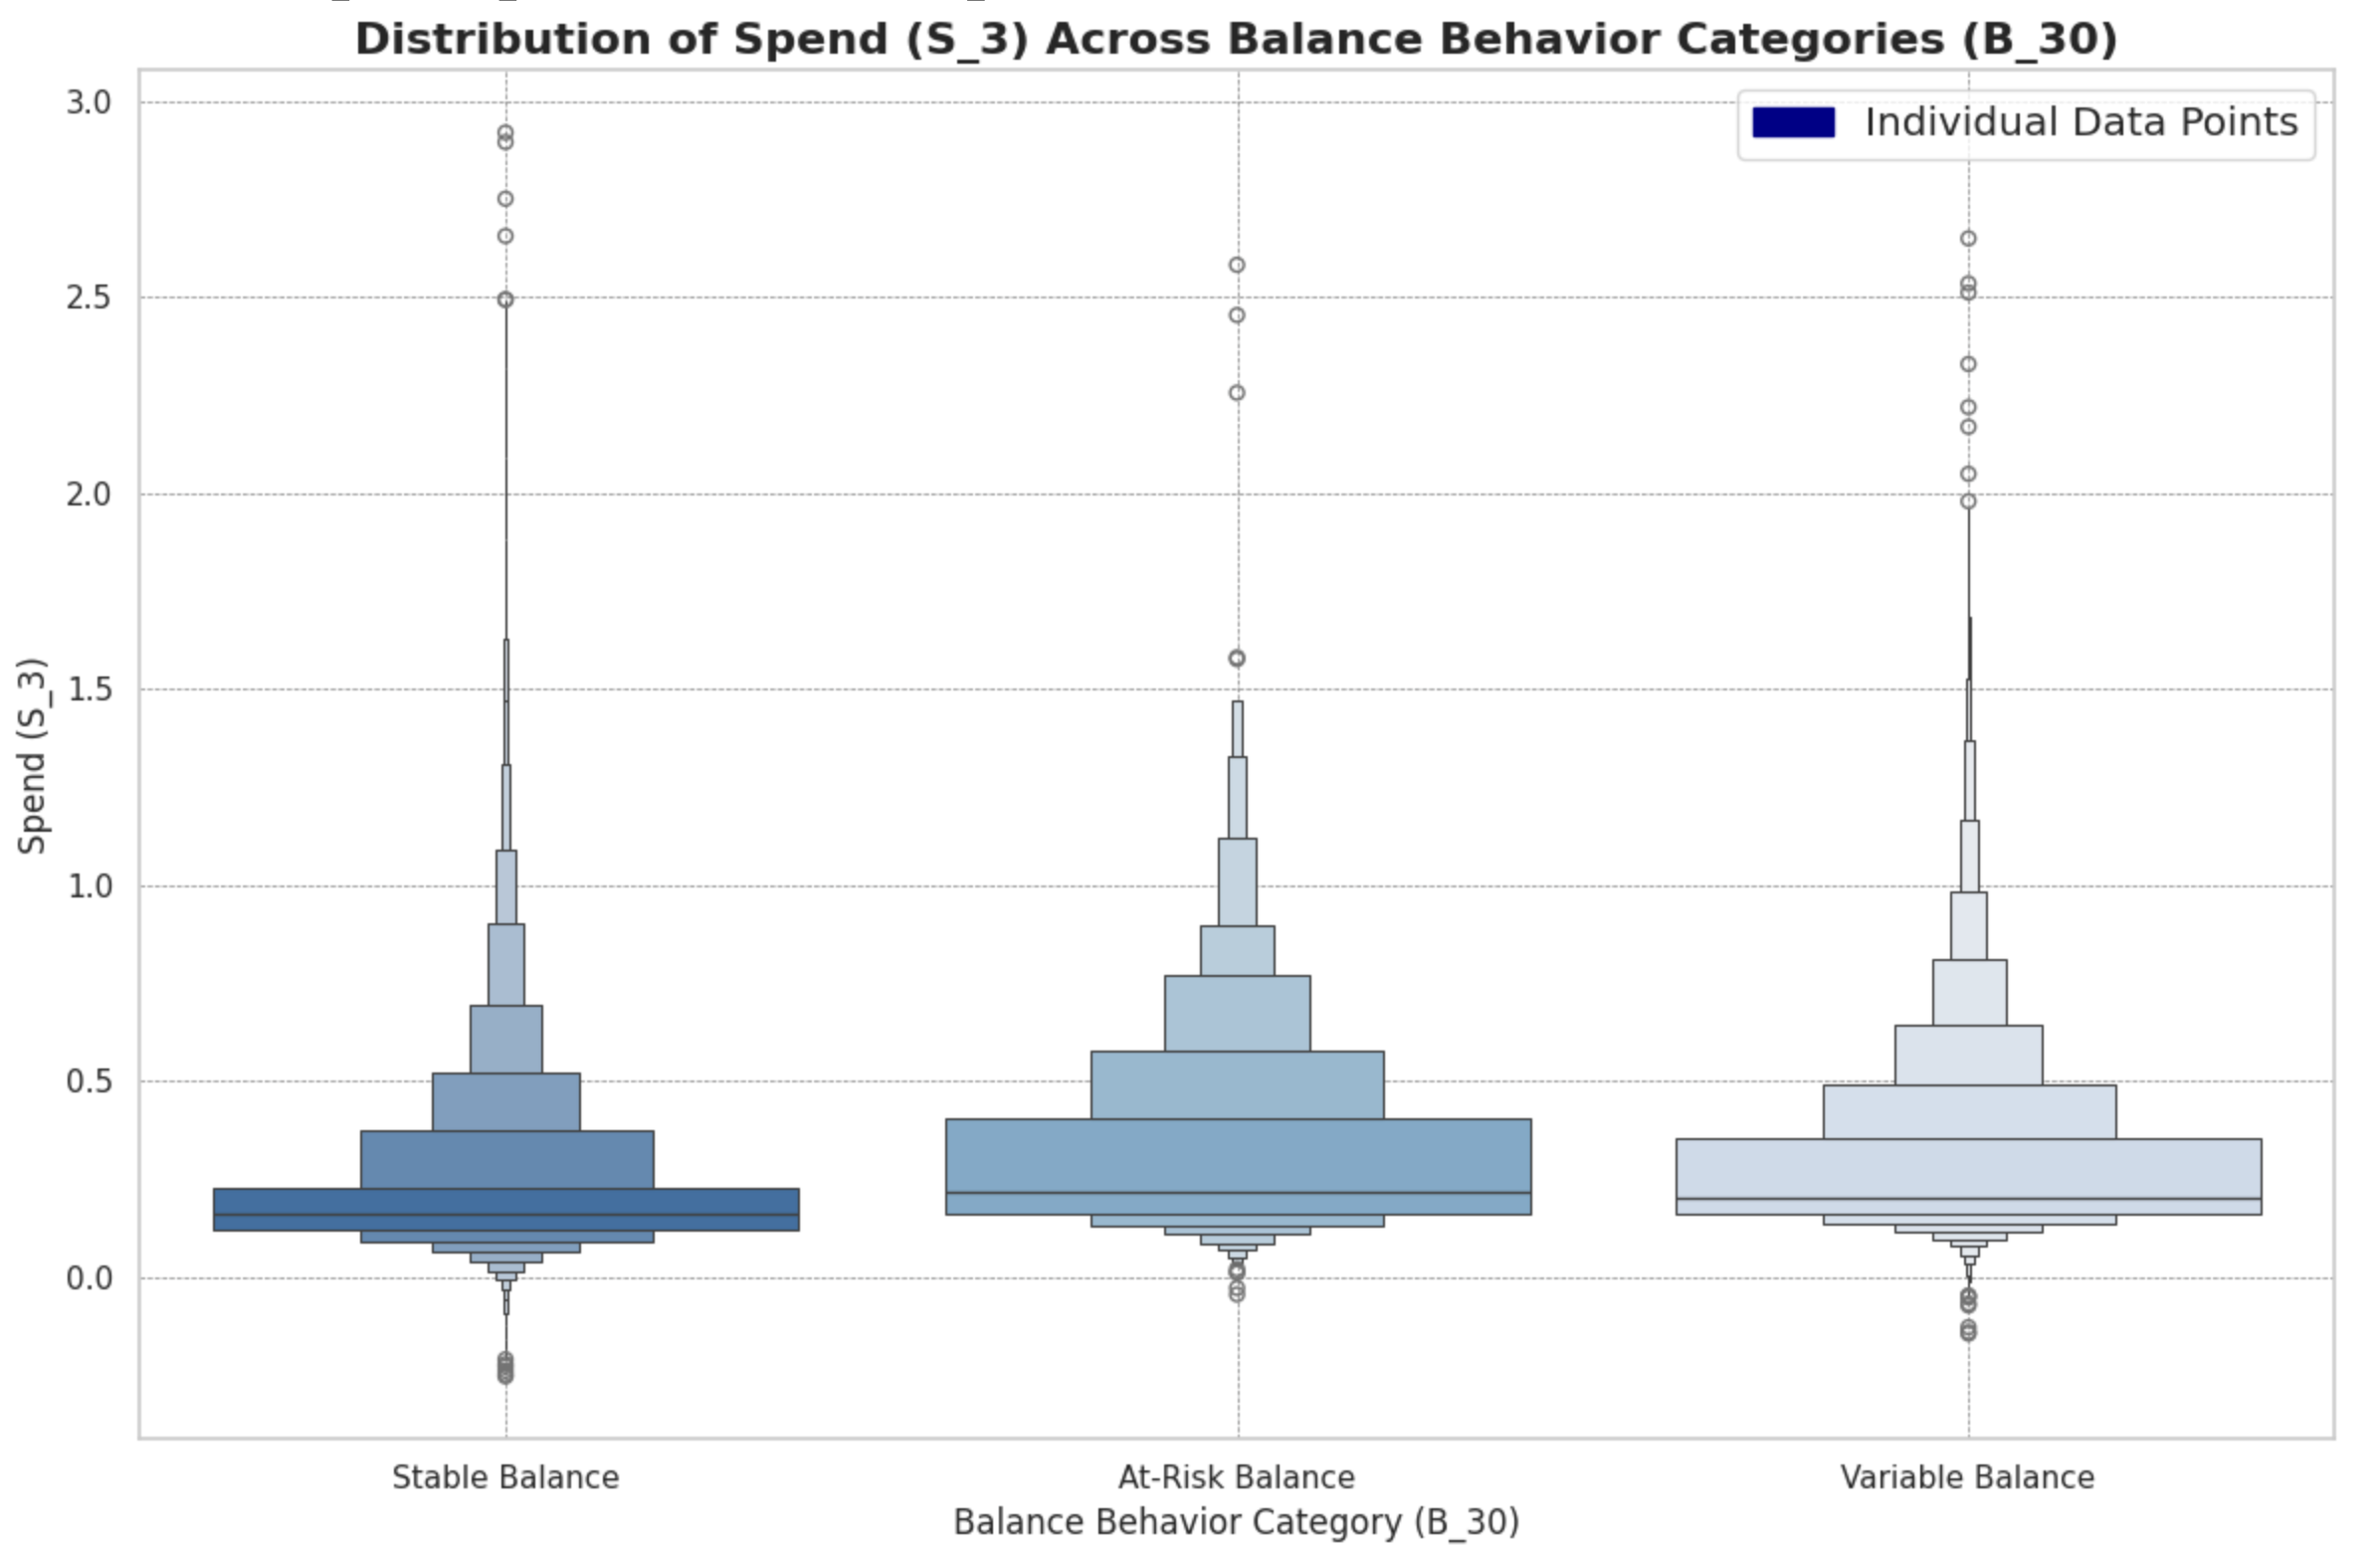 Distribution of Spend (S_3) Across Balance Behavior Categories (B_30)
Individual Data Points
3.0
2.5
2.0
1.5
1.0
0.5
0.0
Spend (S_3)
Stable Balance
At-Risk Balance
Variable Balance
Balance Behavior Category (B_30)